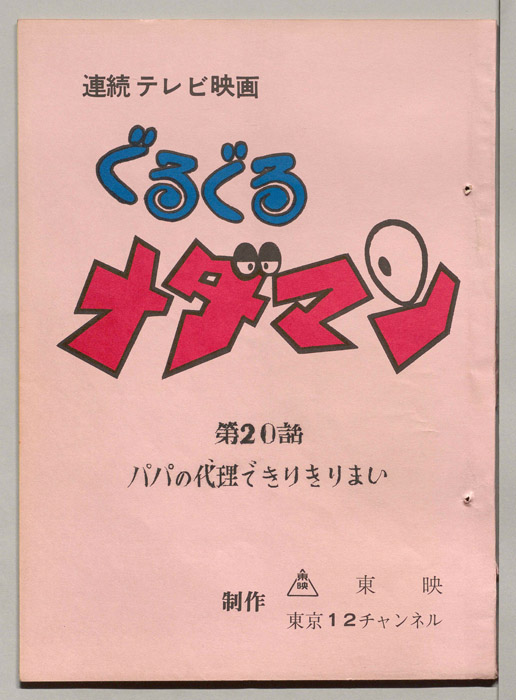 連続テレビ映画
ぐるぐる
メダマン
第20話
パパの代理できりきりまい
制作
東映
東映
東京12チャンネル